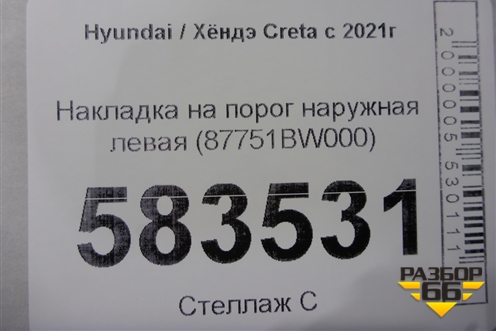 Hyundai / Хёндэ Creta с 2021г
Накладка на порог наружная
левая (87751BW000)
583531
Стеллаж С
2000005530111
РАЗБОР
66